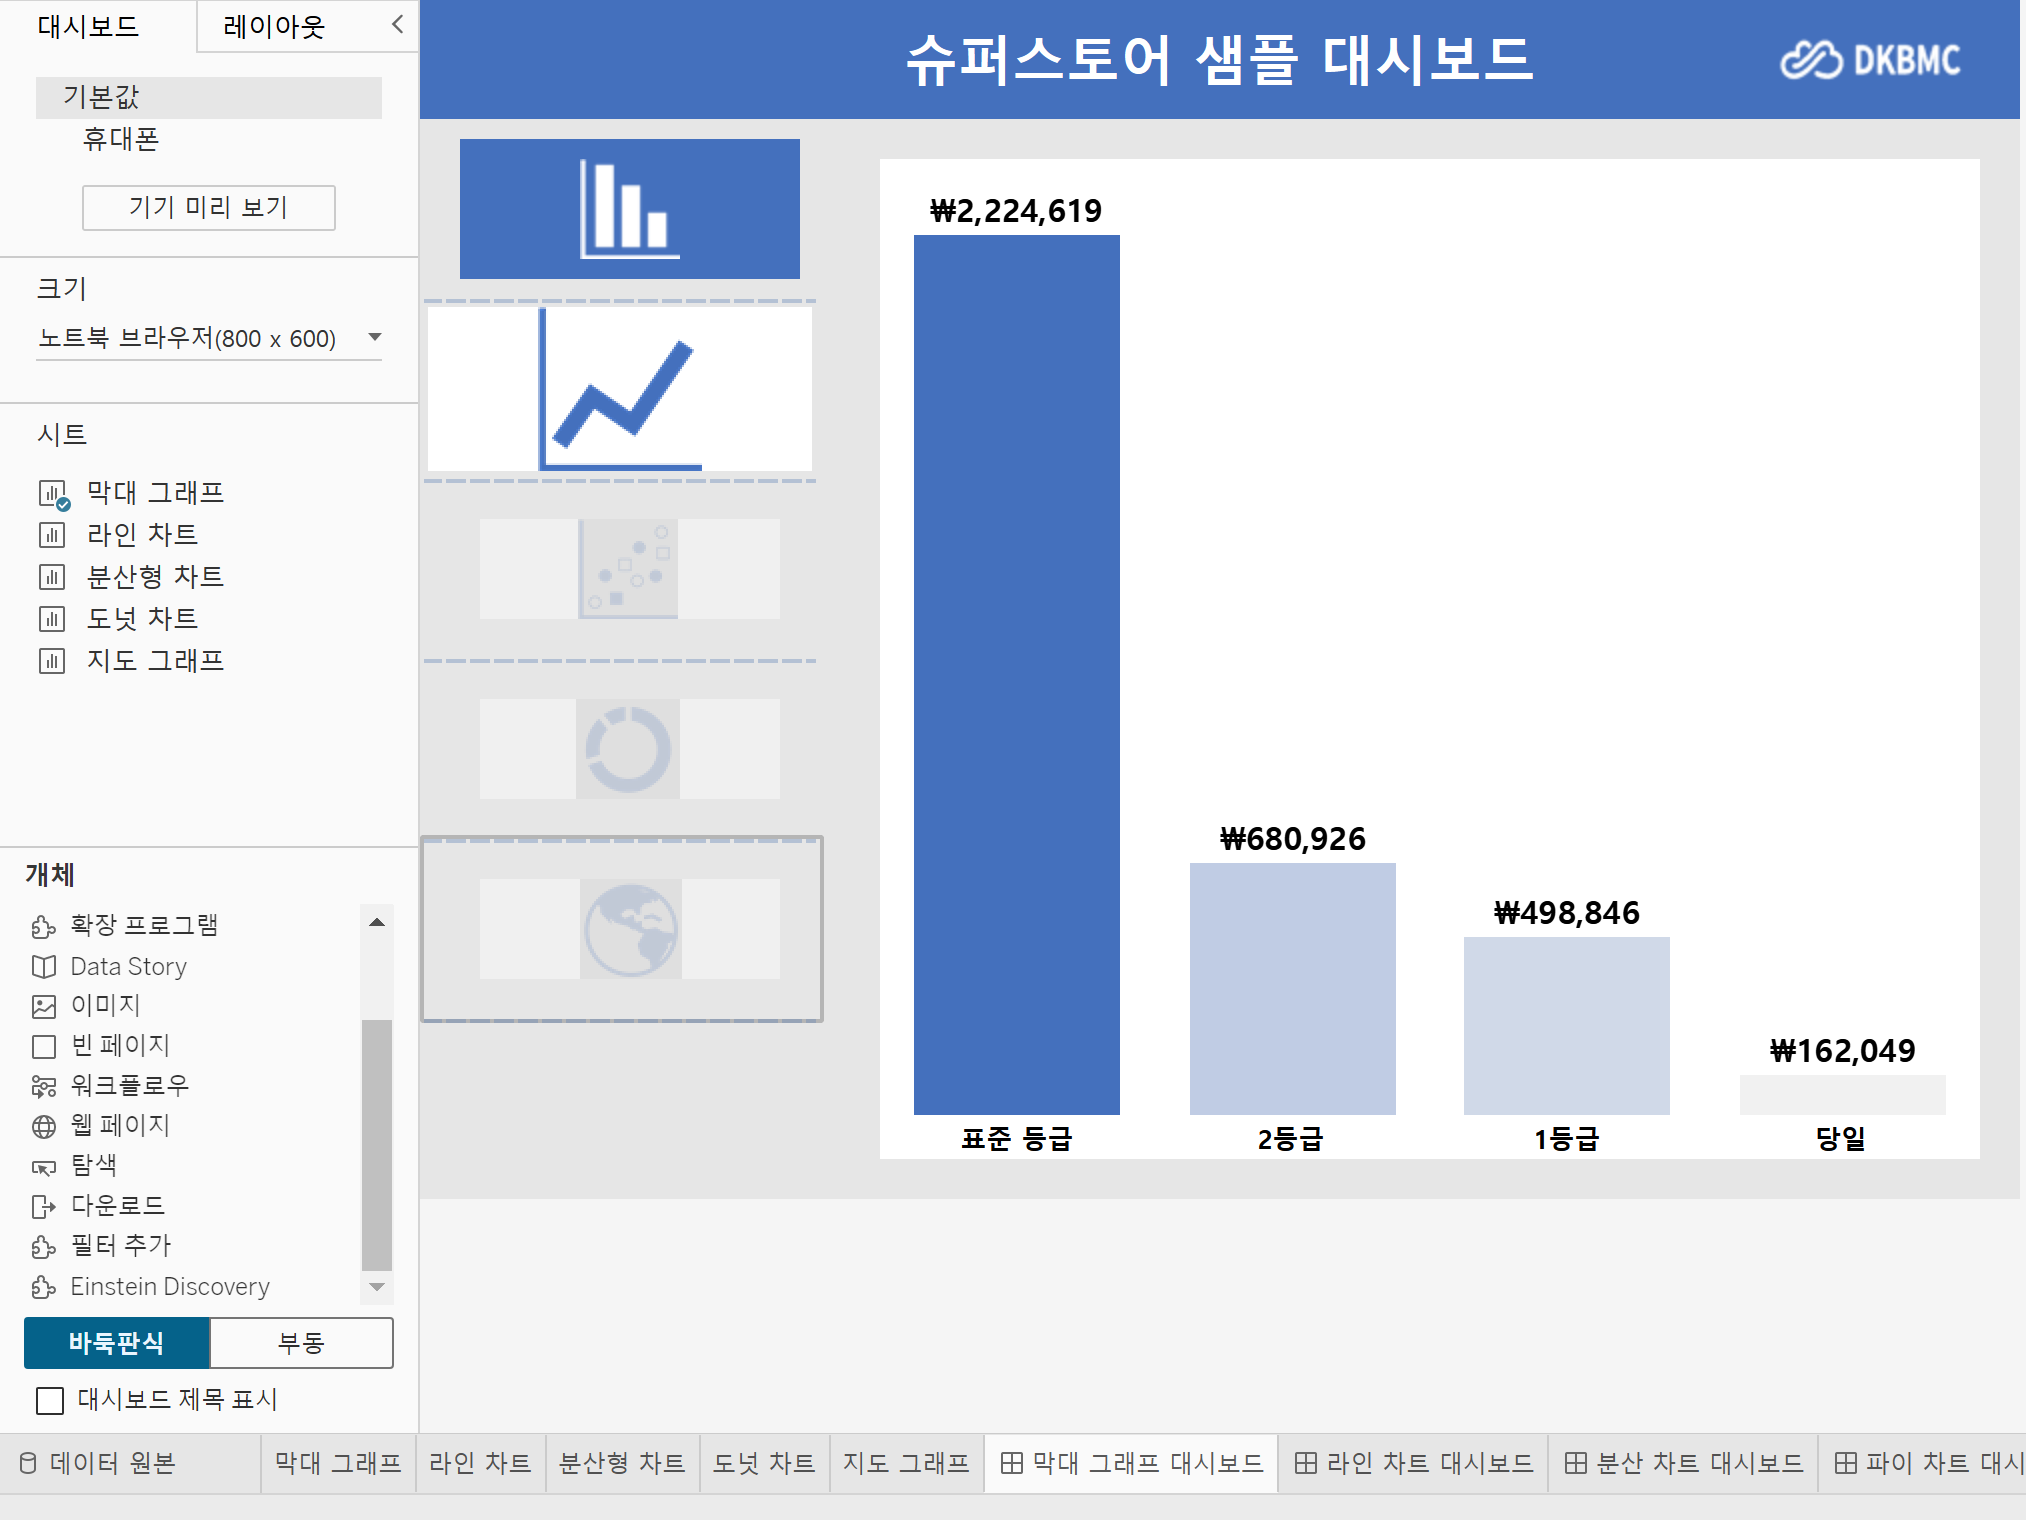 대시보드
레이아웃
기본값
휴대폰
기기 미리 보기
크기
노트북 브라우저(800 x 600)
시트
막대 그래프
라인 차트
분산형 차트
도넛 차트
지도 그래프
개체
확장 프로그램
Data Story
이미지
빈 페이지
워크플로우
웹 페이지
탐색
다운로드
필터 추가
Einstein Discovery
바둑판식
부동
대시보드 제목 표시
슈퍼스토어 샘플 대시보드
DKBMC
₩2,224,619
₩680,926
₩498,846
₩162,049
표준 등급
2등급
1등급
당일
데이터 원본
막대 그래프
라인 차트
분산형 차트
도넛 차트
지도 그래프
막대 그래프 대시보드
라인 차트 대시보드
분산 차트 대시보드
파이 차트 대시